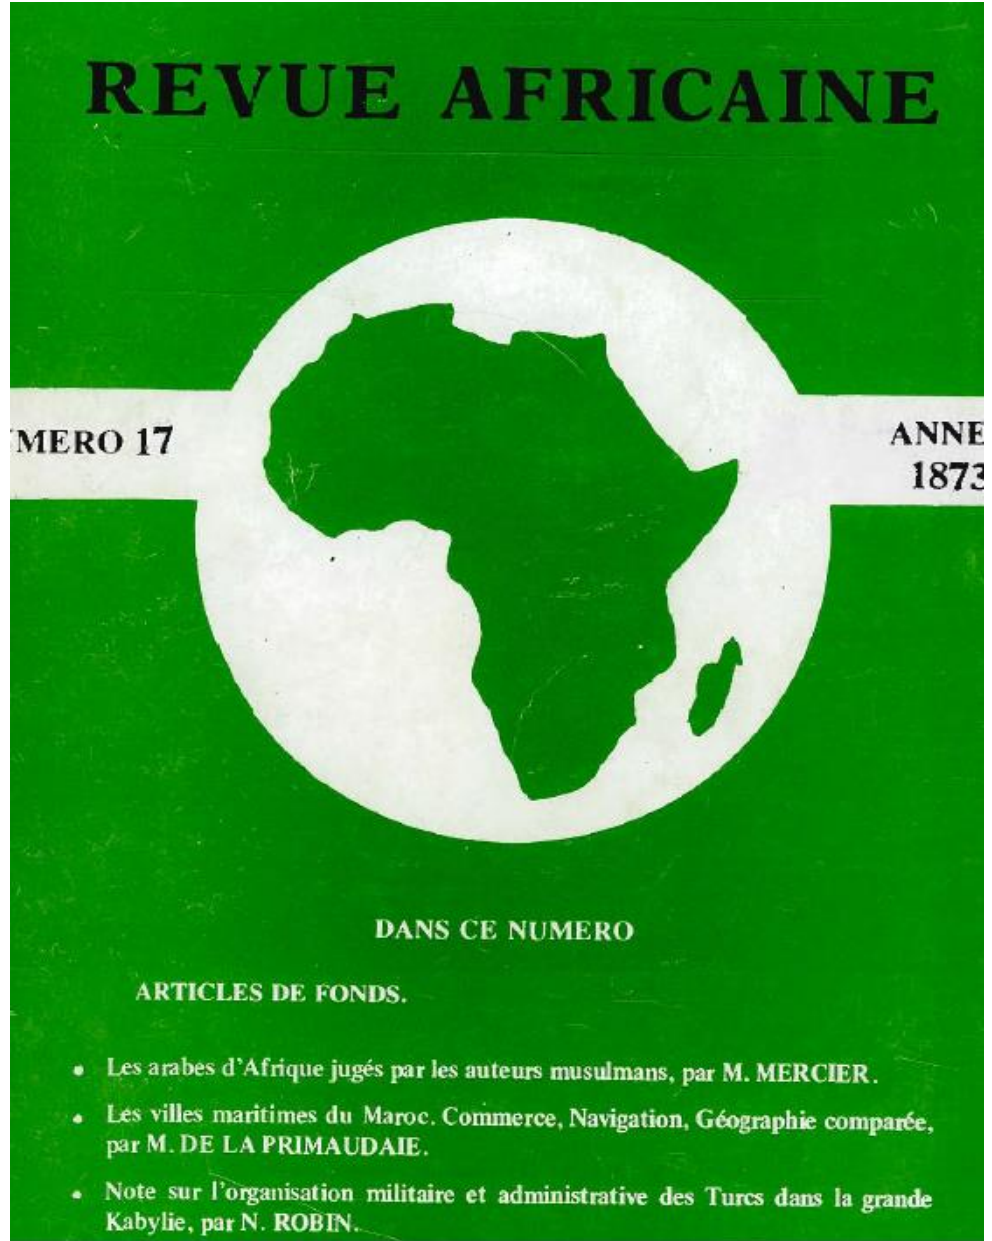 REVUE AFRICAINE
MERO 17
ANNE
1873
DANS CE NUMERO
ARTICLES DE FONDS.
• Les arabes d'Afrique jugés par les auteurs musulmans, par M. MERCIER.
• Les villes maritimes du Maroc. Commerce, Navigation, Géographie comparée,
par M. DE LA PRIMAUDAIE.
• Note sur l'organisation militaire et administrative des Turcs dans la grande
Kabylie, par N. ROBIN.